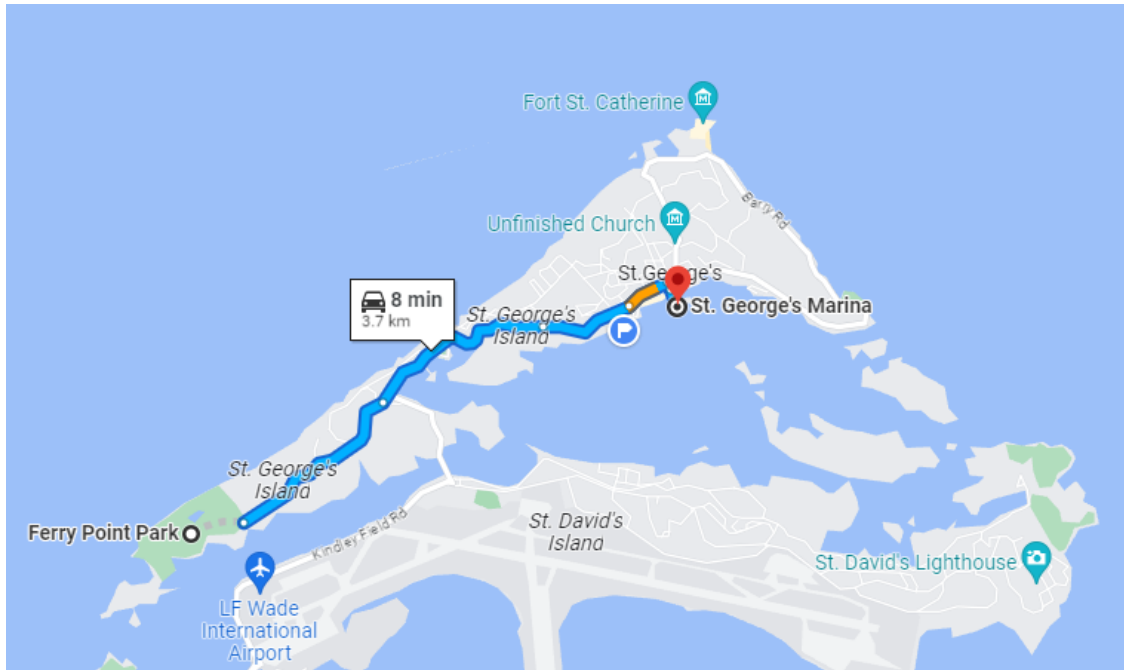 Fort St. Catherine
Barry Rd
Unfinished Church
St.George's
8 min
3.7 km
St. George's
Island
St. George's Marina
St. George's
Island
Ferry Point Park
Kindley Field Rd
St. David's
Island
St. David's Lighthouse
LF Wade
International
Airport